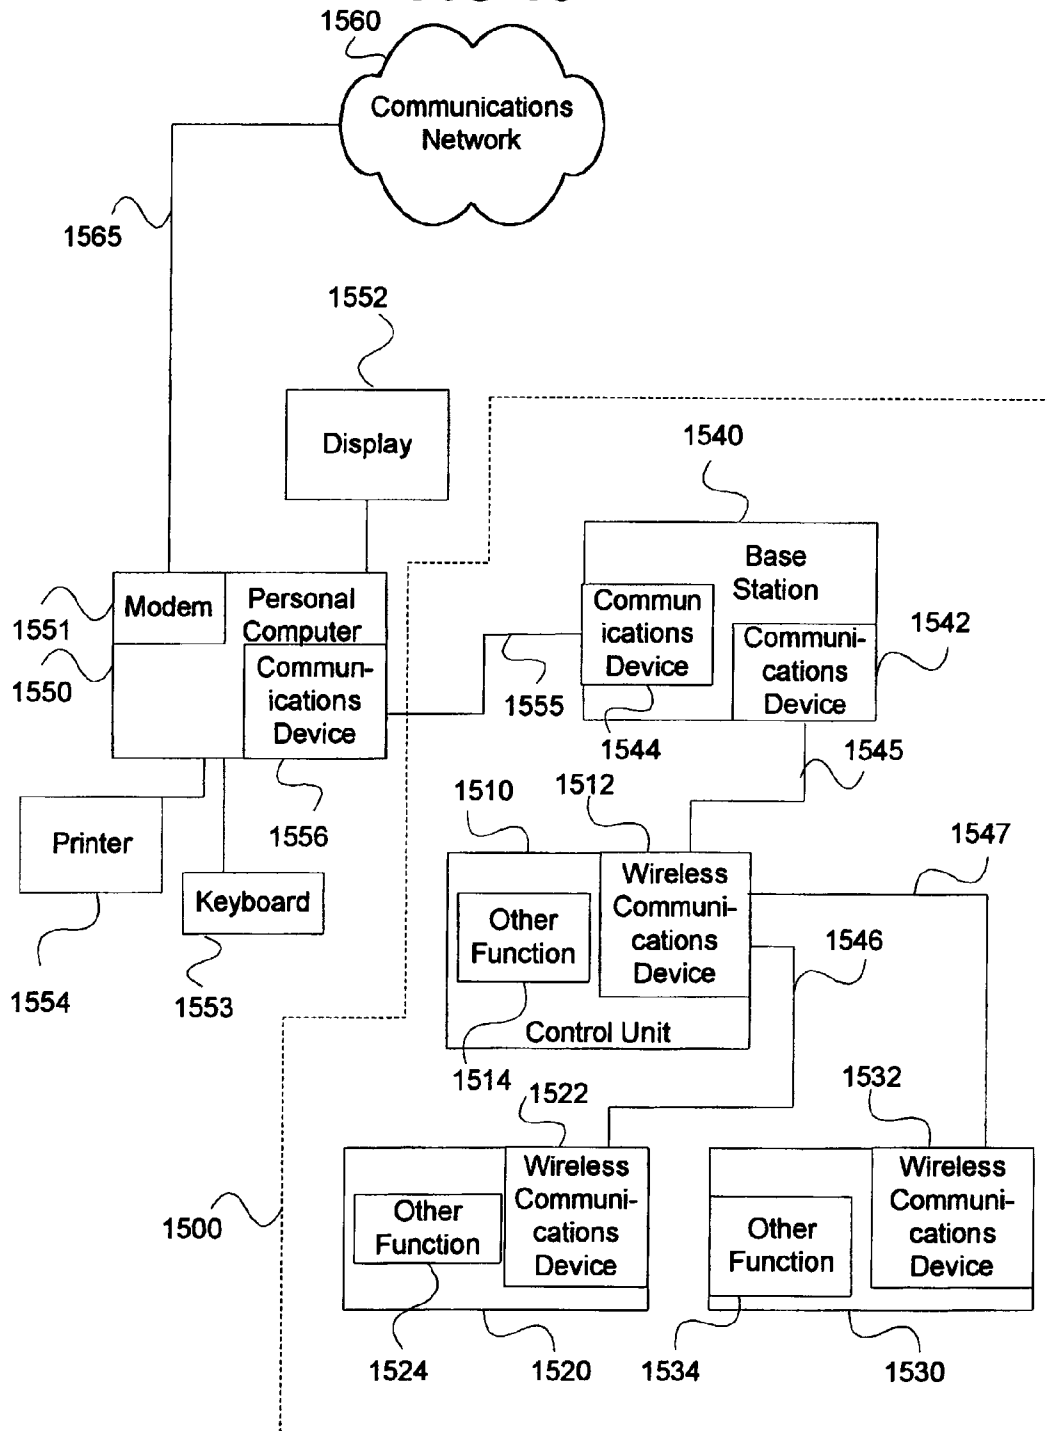 1560
Communications
Network
1565
1552
Display
1540
Base
Station
Modem
Personal
Computer
1551
1550
Commun
ications
Device
Communi-
cations
Device
1542
Commun-
ications
Device
1555
1544
1545
1556
1510
1512
1547
Printer
Keyboard
Wireless
Communi-
cations
Device
Other
Function
1546
1554
1553
Control Unit
1514
1522
1532
Wireless
Communi-
cations
Device
Other
Function
Wireless
Communi-
cations
Device
Other
Function
1500
1524
1520
1534
1530